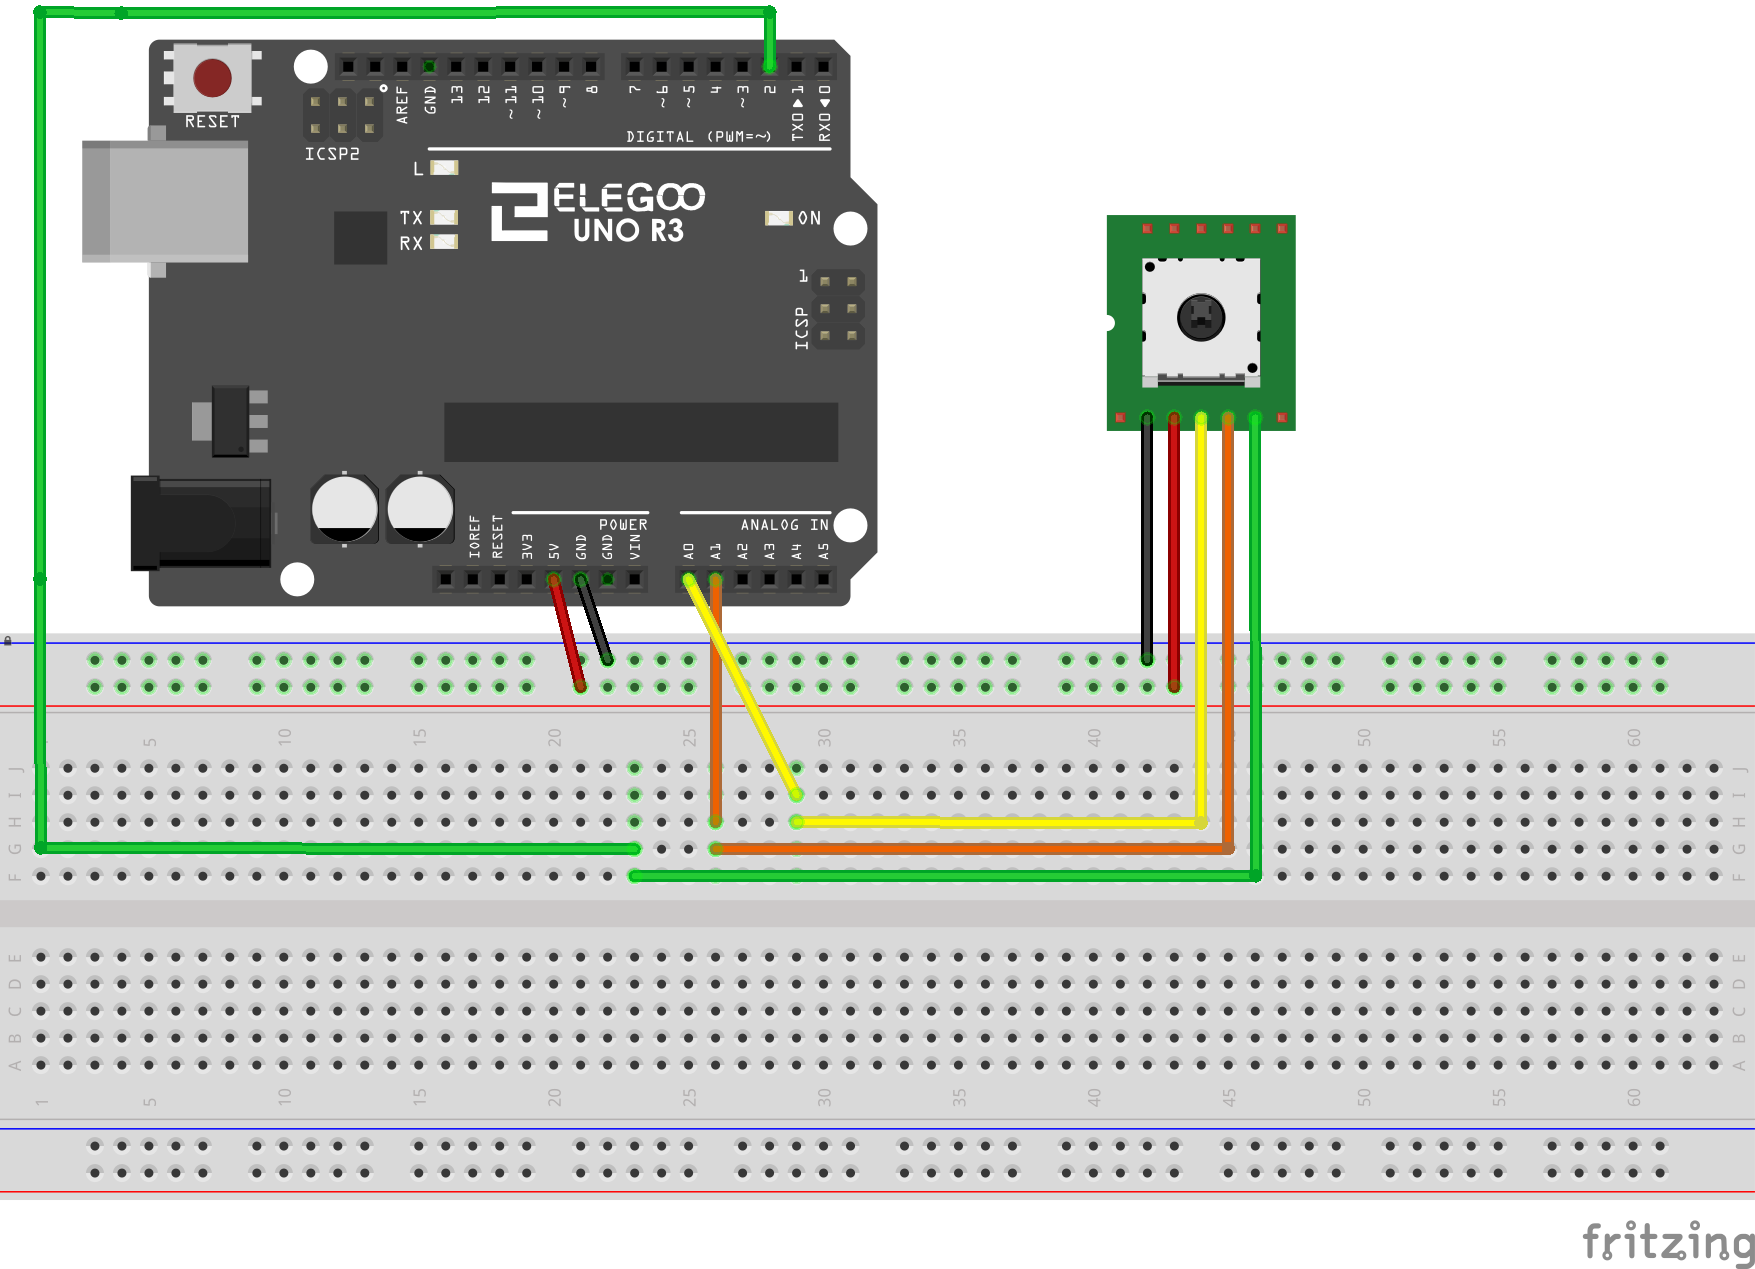 RESET
ICSP2
AREF
GND
13
12
~11
~10
~9
8
7
~6
~5
4
~3
2
TX0▶1
RX0◀0
DIGITAL (PWM=~)
L
TX
RX
ELEGOO
UNO R3
ON
1
ICSP
IOREF
RESET
3V3
5V
GND
GND
VIN
POWER
A0
A1
A2
A3
A4
A5
ANALOG IN
5 10 15 20 25 30 35 40 50 55 60
J J
I I
H H
G G
F F
E E
D D
C C
B B
A A
1 5 10 15 20 25 30 35 40 45 50 55 60
fritzing